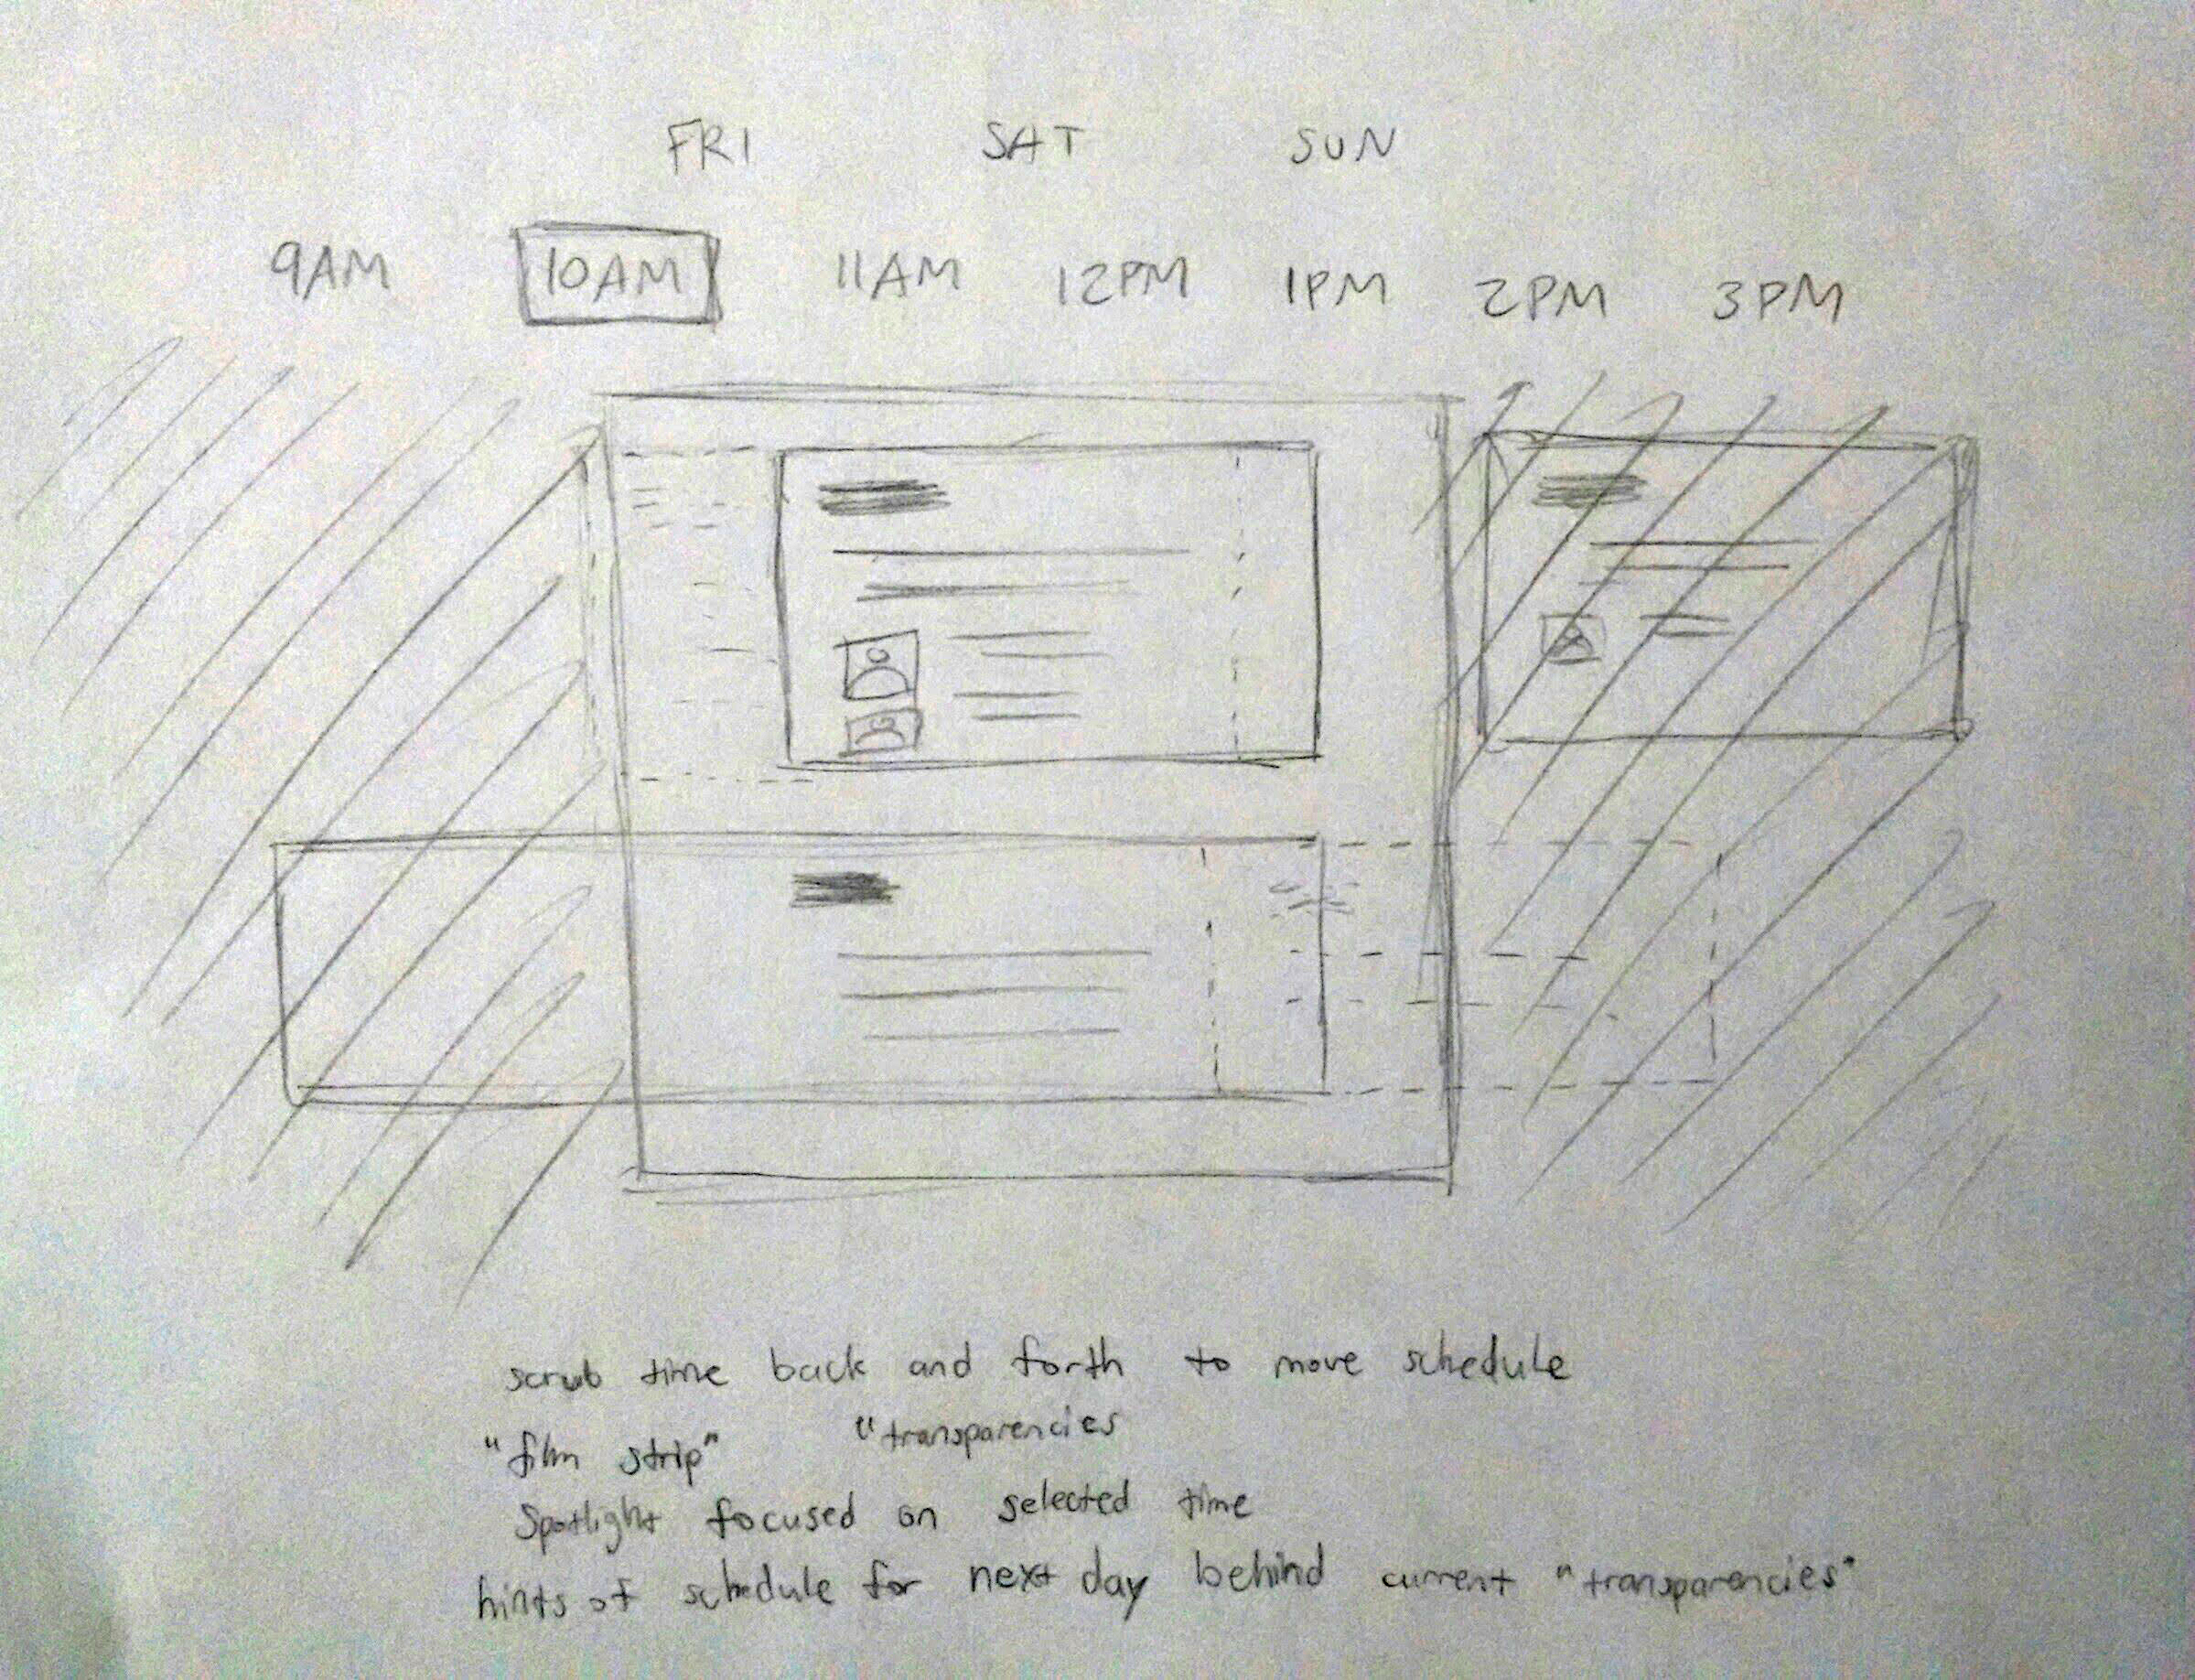 FRI SAT SUN
9AM 10AM 11AM 12PM 1PM 2PM 3PM
scrub time back and forth to move schedule
"film strip" "transparencies
Spotlight focused on selected time
hints of schedule for next day behind current "transparencies"